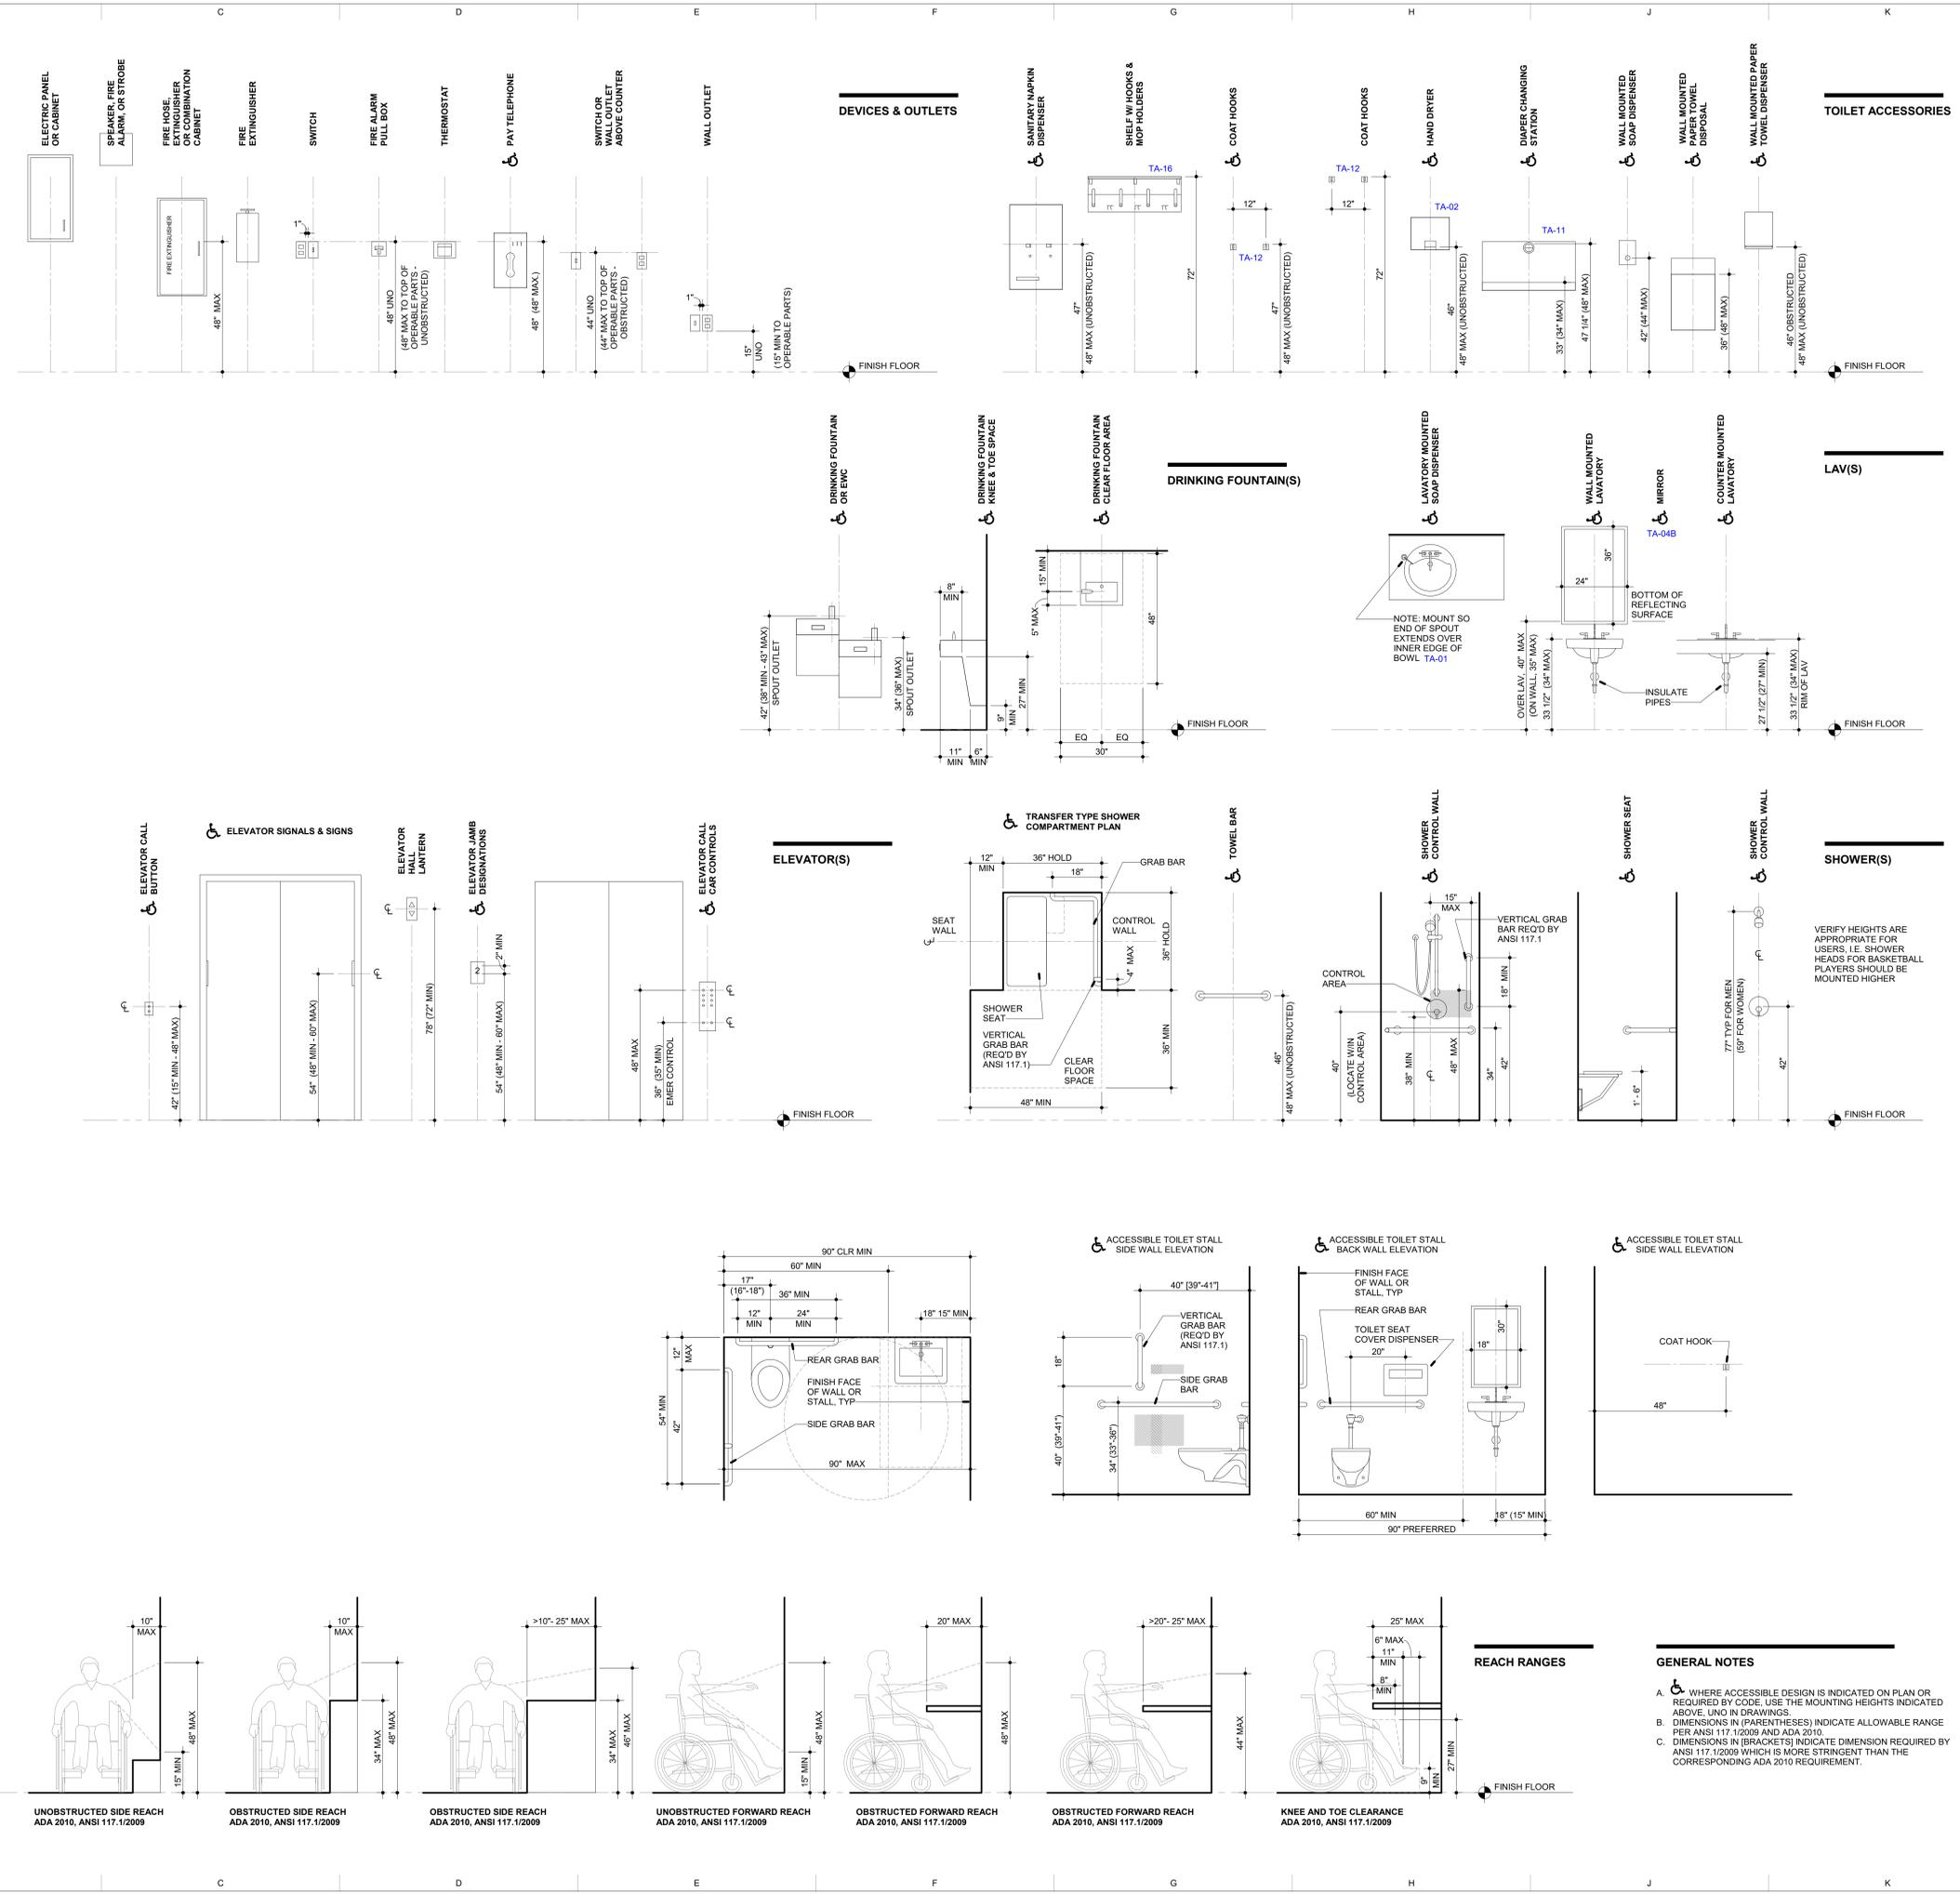 C
D
E
F
G
H
J
K
ELECTRIC PANEL
OR CABINET
SPEAKER, FIRE
ALARM, OR STROBE
FIRE HOSE,
EXTINGUISHER
OR COMBINATION
CABINET
FIRE
EXTINGUISHER
SWITCH
FIRE ALARM
PULL BOX
THERMOSTAT
PAY TELEPHONE
SWITCH OR
WALL OUTLET
ABOVE COUNTER
WALL OUTLET
DEVICES & OUTLETS
FIRE EXTINGUISHER
48" MAX
1"
48" UNO
(48" MAX TO TOP OF
OPERABLE PARTS -
UNOBSTRUCTED)
48" (48" MAX.)
44" UNO
(44" MAX TO TOP OF
OPERABLE PARTS -
OBSTRUCTED)
1"
15"
UNO
(15" MIN TO
OPERABLE PARTS)
FINISH FLOOR
SANITARY NAPKIN
DISPENSER
SHELF W/ HOOKS &
MOP HOLDERS
COAT HOOKS
COAT HOOKS
HAND DRYER
DIAPER CHANGING
STATION
WALL MOUNTED
SOAP DISPENSER
WALL MOUNTED
PAPER TOWEL
DISPOSAL
WALL MOUNTED PAPER
TOWEL DISPENSER
TOILET ACCESSORIES
TA-16
TA-12
12"
TA-12
12"
TA-02
TA-11
47"
48" MAX (UNOBSTRUCTED)
72"
47"
48" MAX (UNOBSTRUCTED)
72"
46"
48" MAX (UNOBSTRUCTED)
33" (34" MAX)
47 1/4" (48" MAX)
42" (44" MAX)
36" (48" MAX)
46" OBSTRUCTED
48" MAX (UNOBSTRUCTED)
FINISH FLOOR
DRINKING FOUNTAIN
OR EWC
DRINKING FOUNTAIN
KNEE & TOE SPACE
DRINKING FOUNTAIN
CLEAR FLOOR AREA
DRINKING FOUNTAIN(S)
42" (38" MIN - 43" MAX)
SPOUT OUTLET
34" (36" MAX)
SPOUT OUTLET
8"
MIN
27" MIN
9"
MIN
11"
MIN
6"
MIN
15" MIN
5" MAX
48"
EQ
EQ
30"
FINISH FLOOR
LAVATORY MOUNTED
SOAP DISPENSER
WALL MOUNTED
LAVATORY
MIRROR
COUNTER MOUNTED
LAVATORY
LAV(S)
TA-04B
36"
24"
BOTTOM OF
REFLECTING
SURFACE
NOTE: MOUNT SO
END OF SPOUT
EXTENDS OVER
INNER EDGE OF
BOWL TA-01
OVER LAV, 40" MAX
(ON WALL, 35" MAX)
33 1/2" (34" MAX)
INSULATE
PIPES
27 1/2" (27" MIN)
33 1/2" (34" MAX)
RIM OF LAV
FINISH FLOOR
ELEVATOR CALL
BUTTON
ELEVATOR SIGNALS & SIGNS
ELEVATOR
HALL
LANTERN
ELEVATOR JAMB
DESIGNATIONS
ELEVATOR CALL
CAR CONTROLS
ELEVATOR(S)
42" (15" MIN - 48" MAX)
54" (48" MIN - 60" MAX)
78" (72" MIN)
2
2" MIN
54" (48" MIN - 60" MAX)
48" MAX
36" (35" MIN)
EMER CONTROL
FINISH FLOOR
TRANSFER TYPE SHOWER
COMPARTMENT PLAN
12"
MIN
36" HOLD
18"
GRAB BAR
SEAT
WALL
CONTROL
WALL
36" HOLD
4" MAX
SHOWER
SEAT
VERTICAL
GRAB BAR
(REQ'D BY
ANSI 117.1)
CLEAR
FLOOR
SPACE
36" MIN
48" MIN
TOWEL BAR
46"
48" MAX (UNOBSTRUCTED)
SHOWER
CONTROL WALL
15"
MAX
VERTICAL GRAB
BAR REQ'D BY
ANSI 117.1
CONTROL
AREA
18" MIN
40"
(LOCATE W/IN
CONTROL AREA)
38" MIN
48" MAX
34"
42"
SHOWER SEAT
1' - 6"
SHOWER
CONTROL WALL
77" TYP FOR MEN
(59" FOR WOMEN)
42"
SHOWER(S)
VERIFY HEIGHTS ARE
APPROPRIATE FOR
USERS, I.E. SHOWER
HEADS FOR BASKETBALL
PLAYERS SHOULD BE
MOUNTED HIGHER
FINISH FLOOR
90" CLR MIN
60" MIN
17"
(16"-18")
36" MIN
12"
MIN
24"
MIN
18" 15" MIN
12"
MAX
54" MIN
42"
REAR GRAB BAR
FINISH FACE
OF WALL OR
STALL, TYP
SIDE GRAB BAR
90" MAX
ACCESSIBLE TOILET STALL
SIDE WALL ELEVATION
40" [39"-41"]
VERTICAL
GRAB BAR
(REQ'D BY
ANSI 117.1)
18"
SIDE GRAB
BAR
40" (39"-41")
34" (33"-36")
ACCESSIBLE TOILET STALL
BACK WALL ELEVATION
FINISH FACE
OF WALL OR
STALL, TYP
REAR GRAB BAR
TOILET SEAT
COVER DISPENSER
20"
18"
30"
60" MIN
18" (15" MIN)
90" PREFERRED
ACCESSIBLE TOILET STALL
SIDE WALL ELEVATION
COAT HOOK
48"
10"
MAX
48" MAX
15" MIN
UNOBSTRUCTED SIDE REACH
ADA 2010, ANSI 117.1/2009
10"
MAX
34" MAX
48" MAX
OBSTRUCTED SIDE REACH
ADA 2010, ANSI 117.1/2009
>10"- 25" MAX
34" MAX
46" MAX
OBSTRUCTED SIDE REACH
ADA 2010, ANSI 117.1/2009
48" MAX
15" MIN
UNOBSTRUCTED FORWARD REACH
ADA 2010, ANSI 117.1/2009
20" MAX
48" MAX
OBSTRUCTED FORWARD REACH
ADA 2010, ANSI 117.1/2009
>20"- 25" MAX
44" MAX
OBSTRUCTED FORWARD REACH
ADA 2010, ANSI 117.1/2009
25" MAX
6" MAX
11"
MIN
8"
MIN
27" MIN
9"
MIN
KNEE AND TOE CLEARANCE
ADA 2010, ANSI 117.1/2009
REACH RANGES
FINISH FLOOR
GENERAL NOTES
A. WHERE ACCESSIBLE DESIGN IS INDICATED ON PLAN OR
REQUIRED BY CODE, USE THE MOUNTING HEIGHTS INDICATED
ABOVE, UNO IN DRAWINGS.
B. DIMENSIONS IN (PARENTHESES) INDICATE ALLOWABLE RANGE
PER ANSI 117.1/2009 AND ADA 2010.
C. DIMENSIONS IN [BRACKETS] INDICATE DIMENSION REQUIRED BY
ANSI 117.1/2009 WHICH IS MORE STRINGENT THAN THE
CORRESPONDING ADA 2010 REQUIREMENT.
C
D
E
F
G
H
J
K